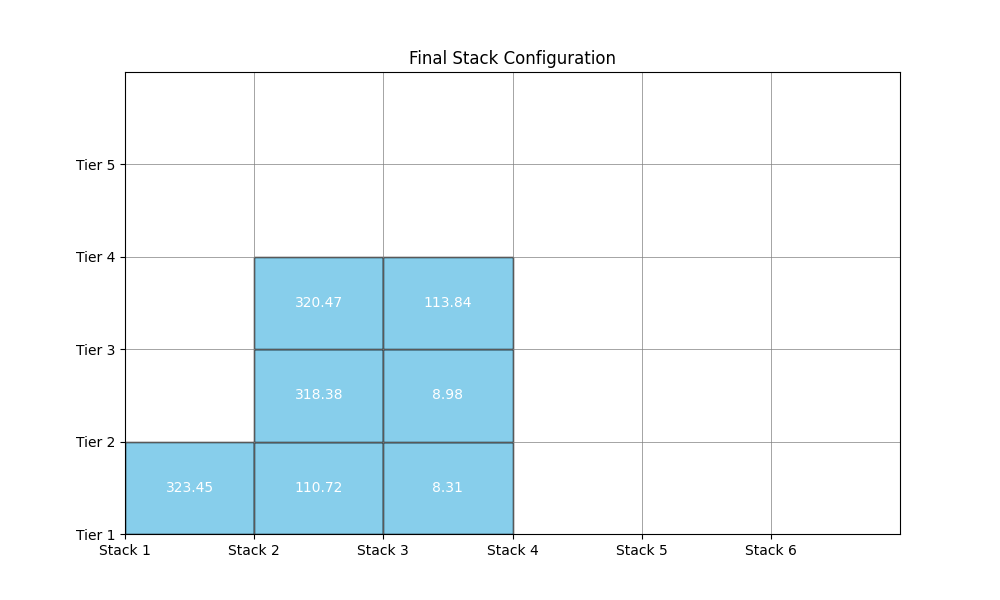 Final Stack Configuration
Tier 5
Tier 4
320.47 113.84
Tier 3
318.38 8.98
Tier 2
323.45 110.72 8.31
Tier 1
Stack 1 Stack 2 Stack 3 Stack 4 Stack 5 Stack 6